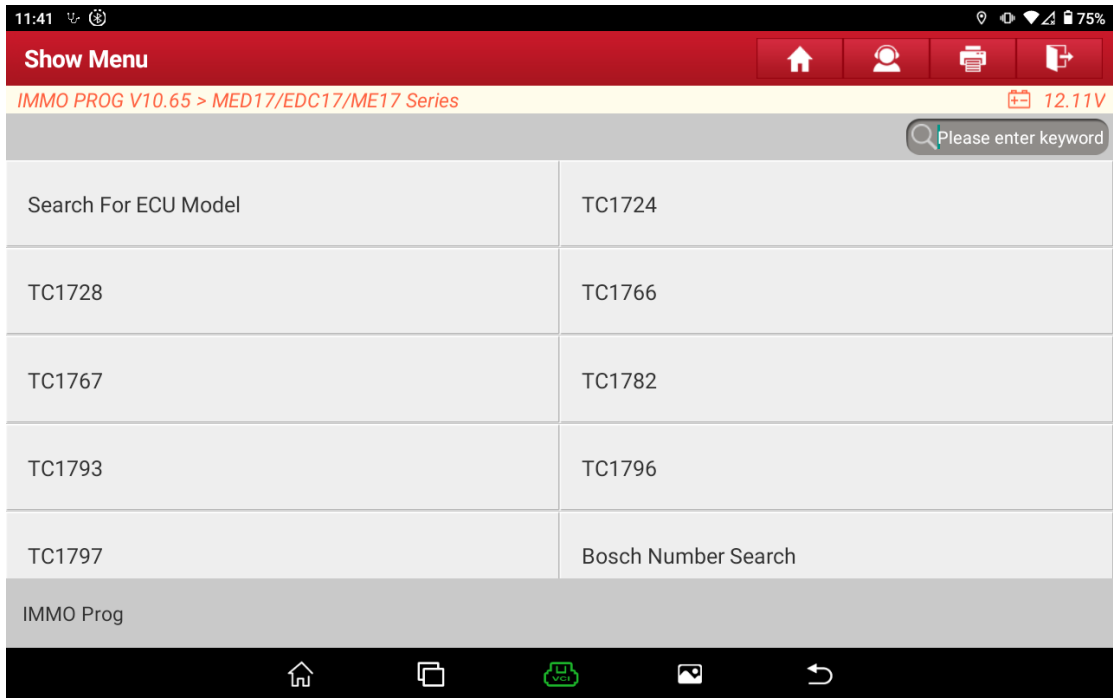 11:41 75%
Show Menu
IMMO PROG V10.65 > MED17/EDC17/ME17 Series 12.11V
Please enter keyword
Search For ECU Model TC1724
TC1728 TC1766
TC1767 TC1782
TC1793 TC1796
TC1797 Bosch Number Search
IMMO Prog
VCI